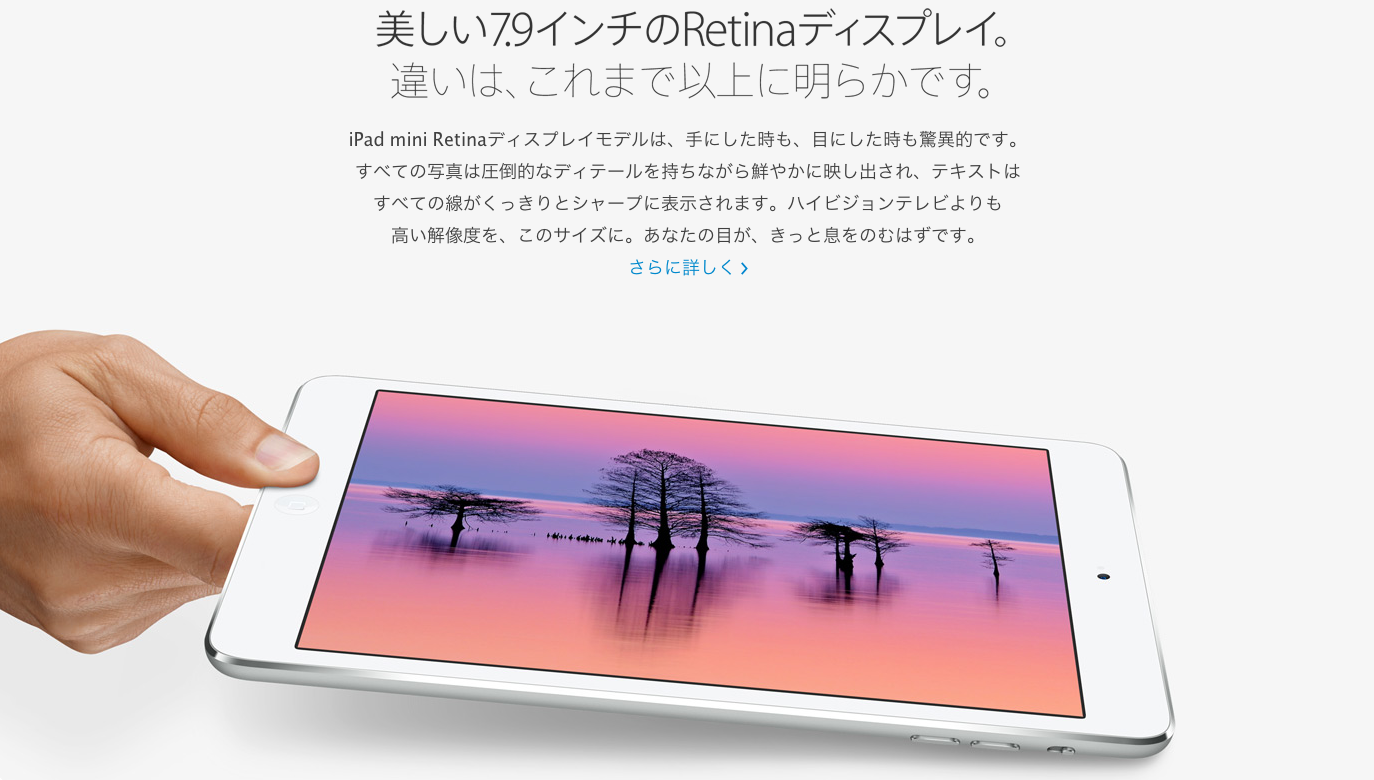 美しい7.9インチのRetinaディスプレイ。
違いは、これまで以上に明らかです。
iPad mini Retinaディスプレイモデルは、手にした時も、目にした時も驚異的です。
すべての写真は圧倒的なディテールを持ちながら鮮やかに映し出され、テキストは
すべての線がくっきりとシャープに表示されます。ハイビジョンテレビよりも
高い解像度を、このサイズに。あなたの目が、きっと息をのむはずです。
さらに詳しく